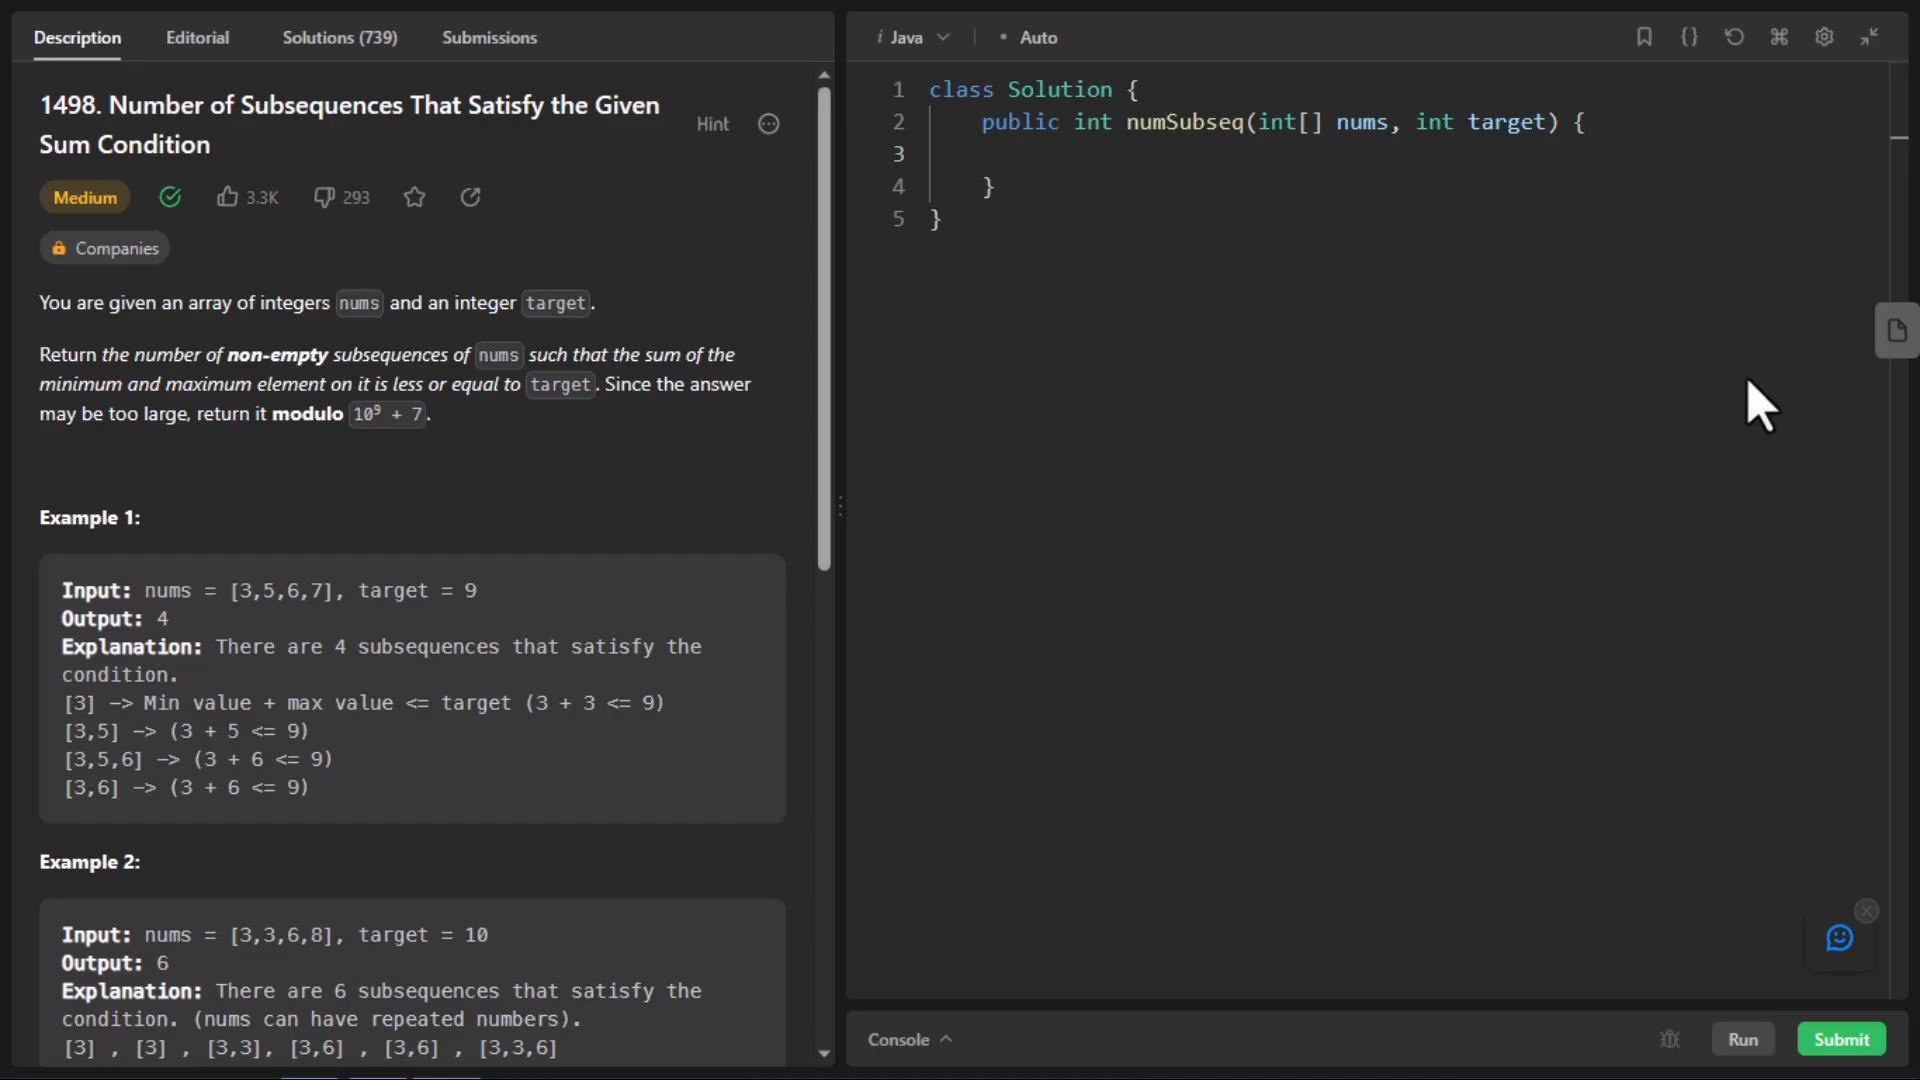 Description Editorial Solutions (739) Submissions
1498. Number of Subsequences That Satisfy the Given
Sum Condition
Hint
Medium 3.3K 293
Companies
You are given an array of integers nums and an integer target.
Return the number of non-empty subsequences of nums such that the sum of the
minimum and maximum element on it is less or equal to target. Since the answer
may be too large, return it modulo 10⁹ + 7.
Example 1:
Input: nums = [3,5,6,7], target = 9
Output: 4
Explanation: There are 4 subsequences that satisfy the
condition.
[3] -> Min value + max value <= target (3 + 3 <= 9)
[3,5] -> (3 + 5 <= 9)
[3,5,6] -> (3 + 6 <= 9)
[3,6] -> (3 + 6 <= 9)
Example 2:
Input: nums = [3,3,6,8], target = 10
Output: 6
Explanation: There are 6 subsequences that satisfy the
condition. (nums can have repeated numbers).
[3] , [3] , [3,3], [3,6] , [3,6] , [3,3,6]
i Java • Auto
1 class Solution {
2 public int numSubseq(int[] nums, int target) {
3
4 }
5 }
Console Run Submit